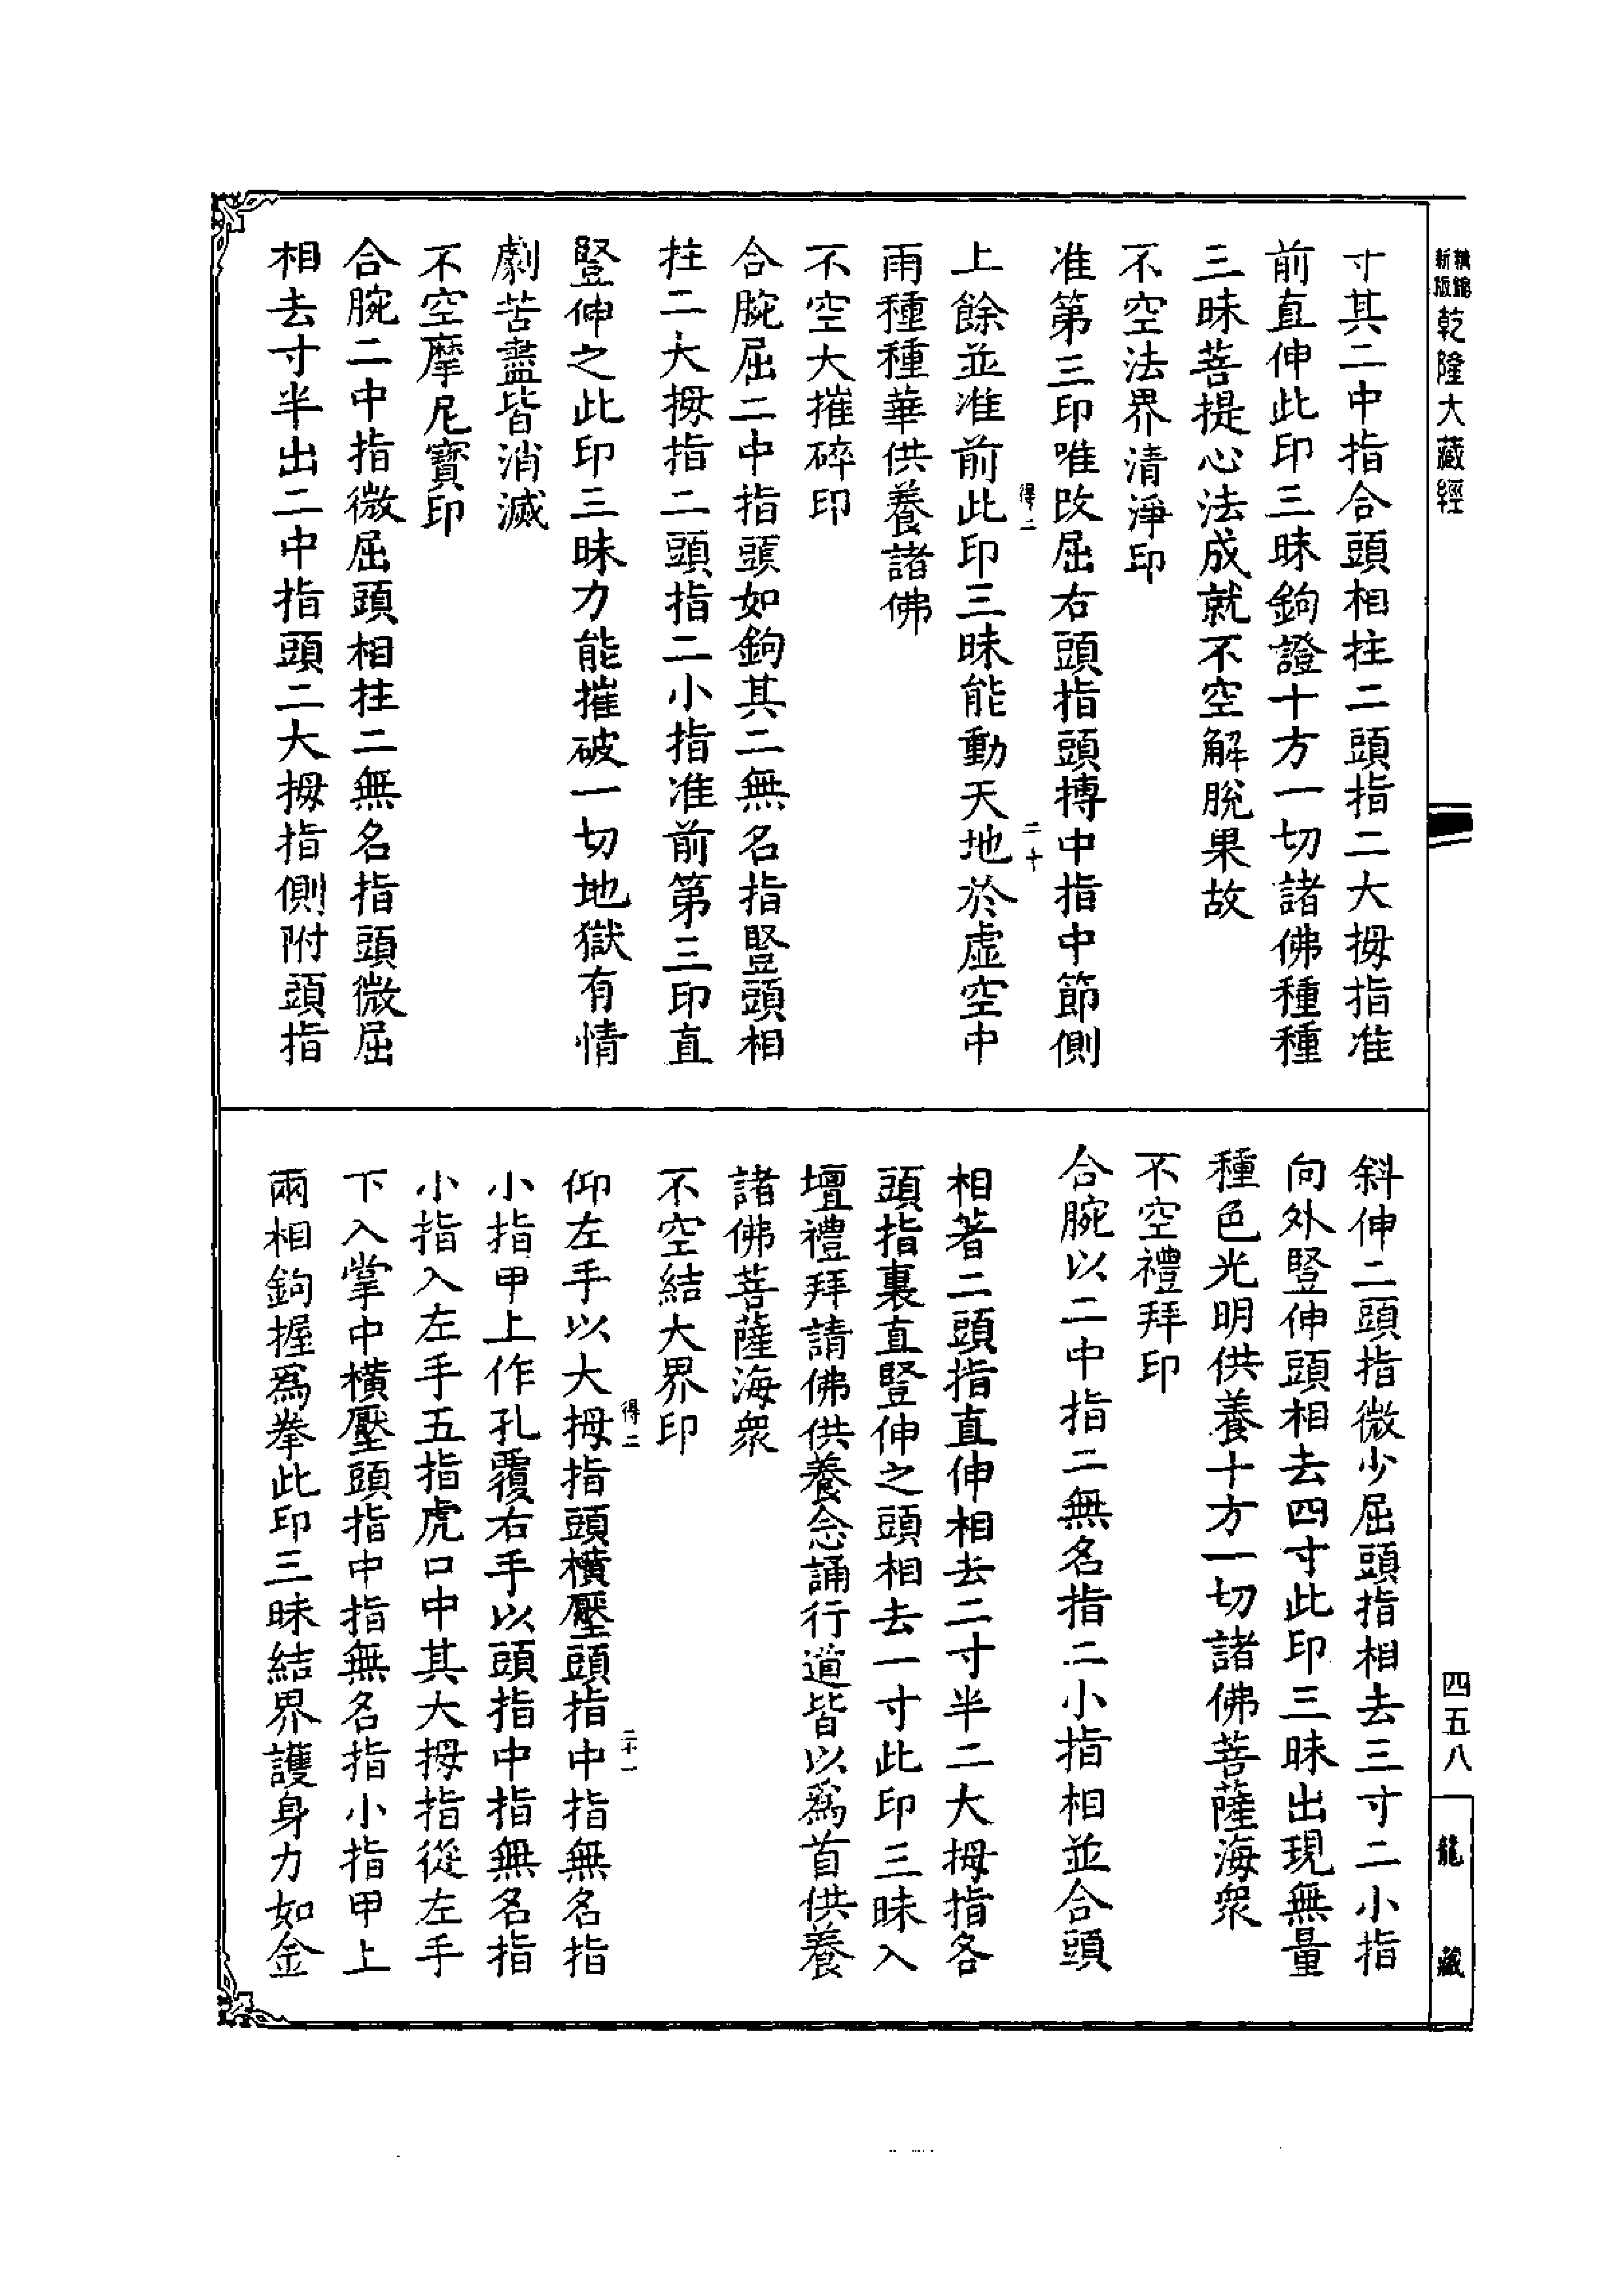 乾隆大藏經
寸其二中指合頭相拄二頭指二大拇指准
前直伸此印三昧鉤證十方一切諸佛種種
三昧菩提心法成就不空解脫果故
不空法界清淨印
准第三印唯改屈右頭指頭搏中指中節側
得二
二十
上餘並准前此印三昧能動天地於虛空中
雨種種華供養諸佛
不空大摧碎印
合腕屈二中指頭如鉤其二無名指豎頭相
拄二大拇指二頭指二小指准前第三印直
豎伸之此印三昧力能摧破一切地獄有情
劇苦盡皆消滅
不空摩尼寶印
合腕二中指微屈頭相拄二無名指頭微屈
相去寸半出二中指頭二大拇指側附頭指
斜伸二頭指微少屈頭指相去三寸二小指
向外豎伸頭相去四寸此印三昧出現無量
種色光明供養十方一切諸佛菩薩海眾
不空禮拜印
合腕以二中指二無名指二小指相並合頭
相著二頭指直伸相去二寸半二大拇指各
頭指裏直豎伸之頭相去一寸此印三昧入
壇禮拜請佛供養念誦行道皆以為首供養
諸佛菩薩海眾
不空結大界印
得二
二十一
仰左手以大拇指頭橫壓頭指中指無名指
小指甲上作孔覆右手以頭指中指無名指
小指入左手五指虎口中其大拇指從左手
下入掌中橫壓頭指中指無名指小指甲上
兩相鉤握為拳此印三昧結界護身力如金
四五八
龍藏